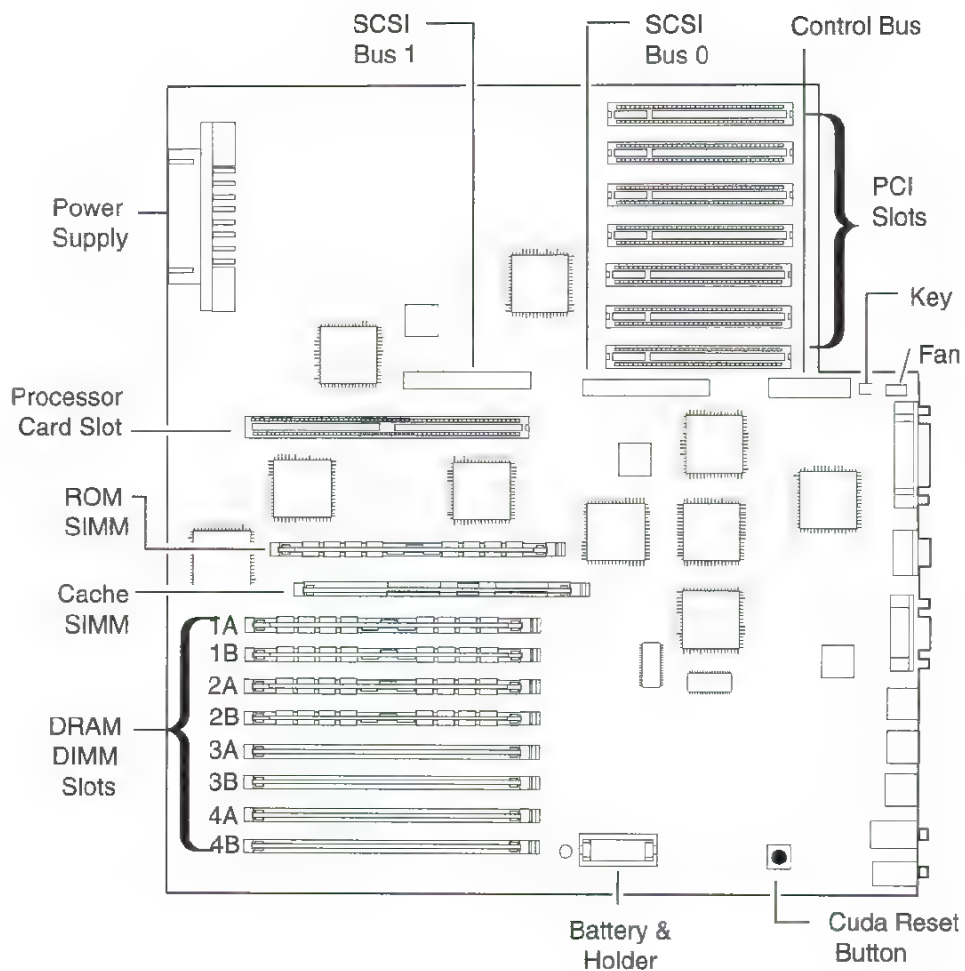 SCSI
Bus 1
SCSI
Bus 0
Control Bus
Power
Supply
PCI
Slots
Key
Fan
Processor
Card Slot
ROM
SIMM
Cache
SIMM
1A
1B
2A
2B
3A
3B
4A
4B
DRAM
DIMM
Slots
Battery &
Holder
Cuda Reset
Button